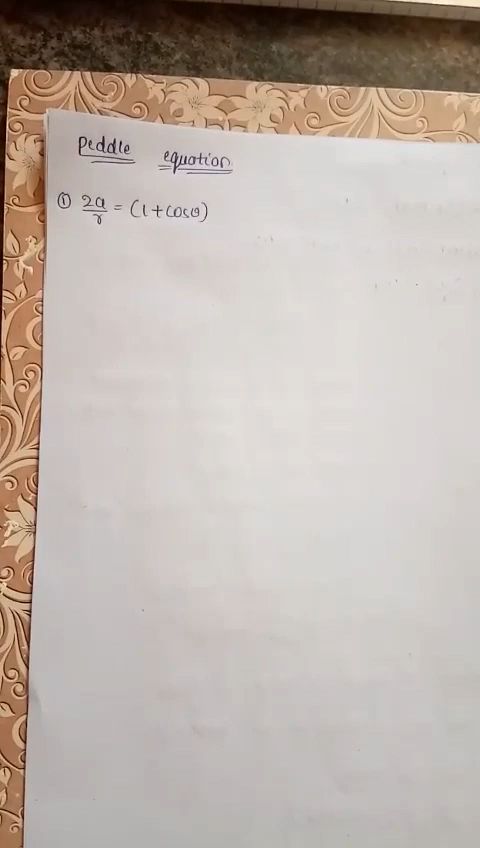 Peddle equation
① 2a/r = (1+cosθ)